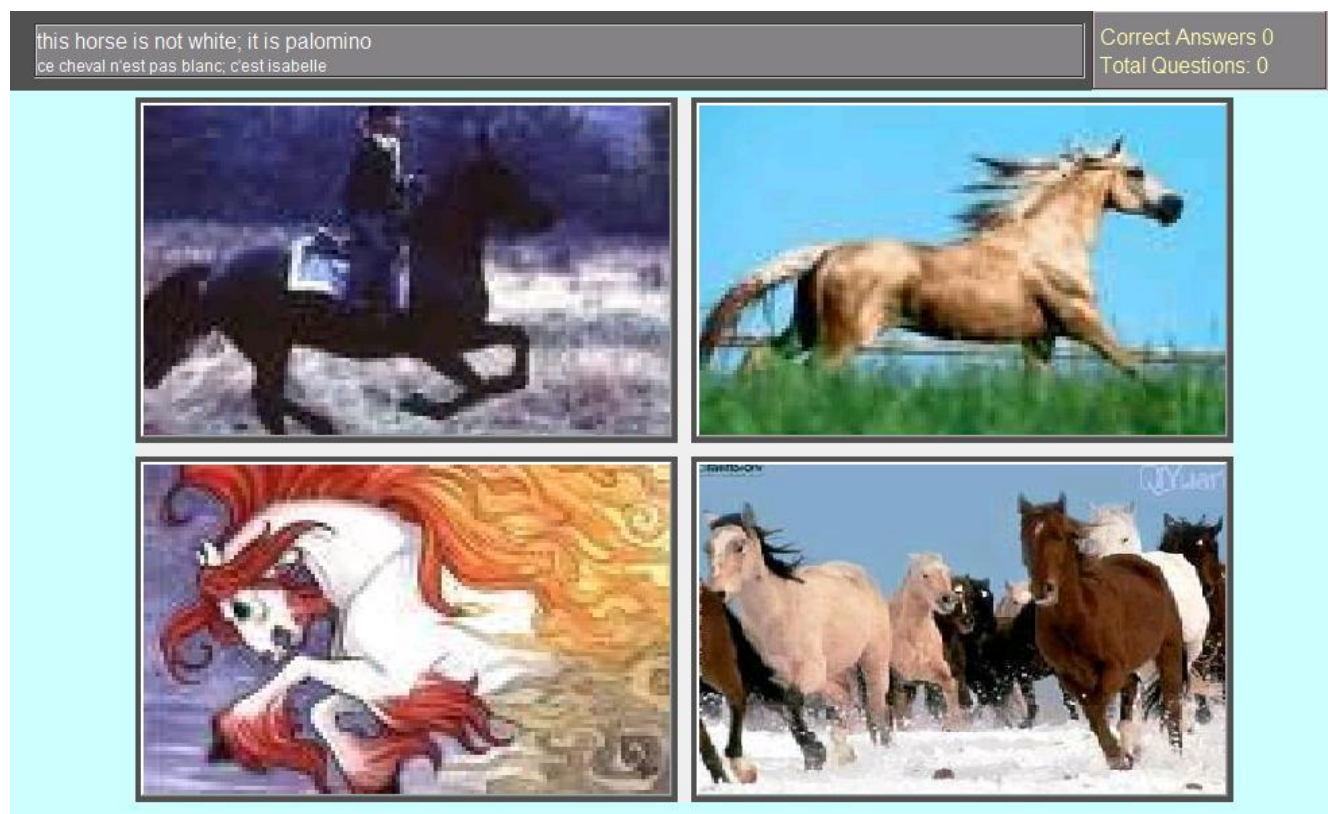 this horse is not white; it is palomino
ce cheval n'est pas blanc; c'est isabelle
Correct Answers 0
Total Questions: 0